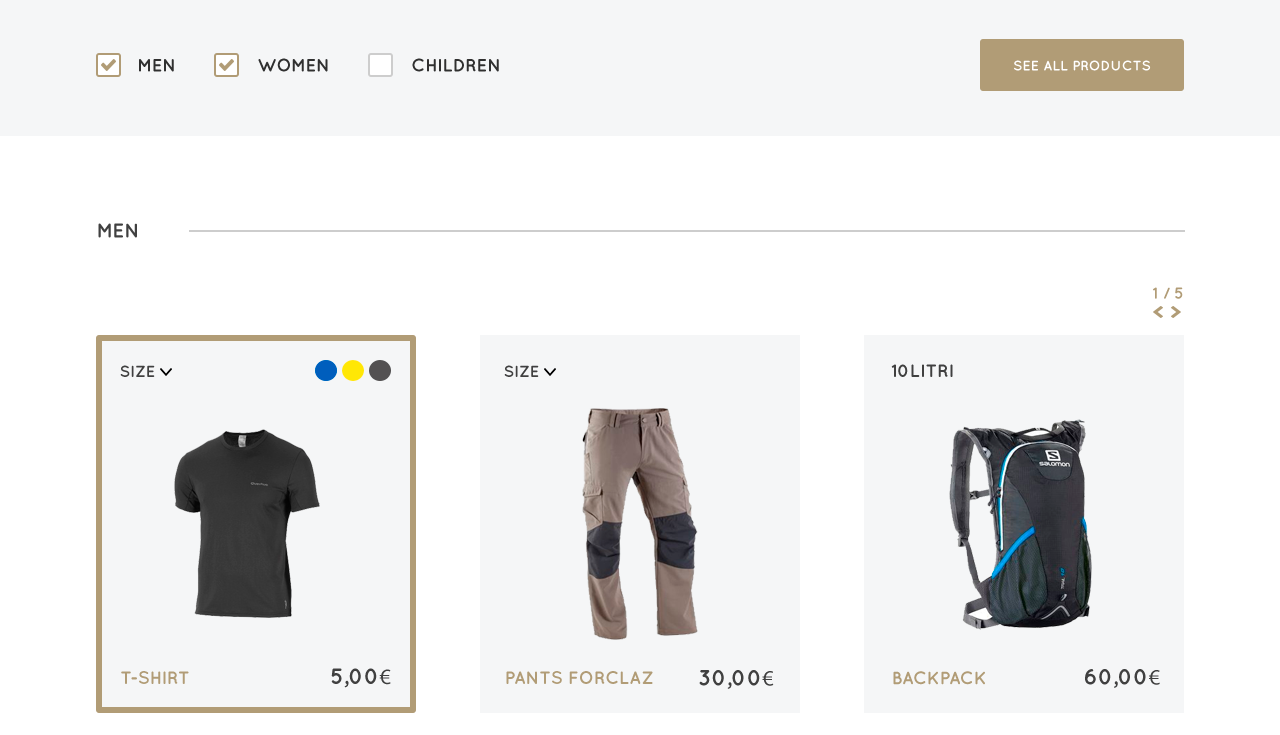 MEN WOMEN CHILDREN SEE ALL PRODUCTS
MEN
1 / 5
< >
SIZE
SIZE
10LITRI
salomon
T-SHIRT 5,00€
PANTS FORCLAZ 30,00€
BACKPACK 60,00€